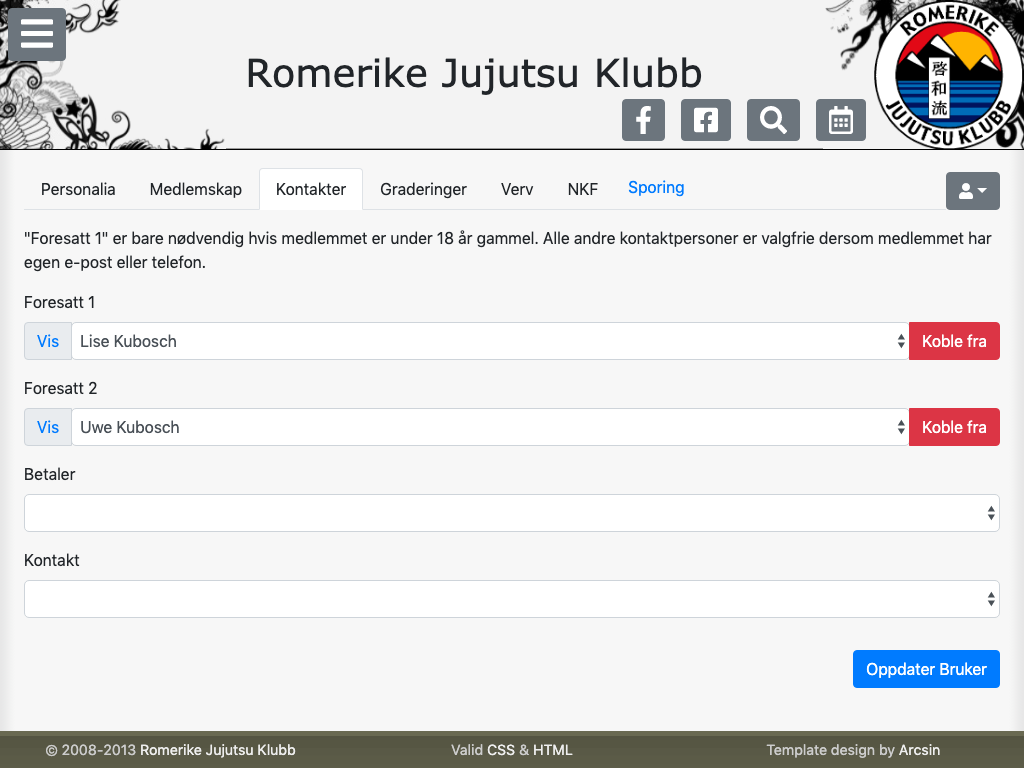 Romerike Jujutsu Klubb
ROMERIKE
啓和流
JUJUTSU KLUBB
Personalia Medlemskap Kontakter Graderinger Verv NKF Sporing
"Foresatt 1" er bare nødvendig hvis medlemmet er under 18 år gammel. Alle andre kontaktpersoner er valgfrie dersom medlemmet har
egen e-post eller telefon.
Foresatt 1
Vis Lise Kubosch Koble fra
Foresatt 2
Vis Uwe Kubosch Koble fra
Betaler
Kontakt
Oppdater Bruker
© 2008-2013 Romerike Jujutsu Klubb Valid CSS & HTML Template design by Arcsin